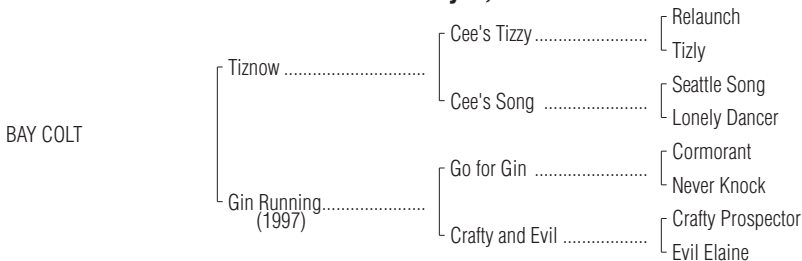 Relaunch
Cee's Tizzy
Tizly
Tiznow
Seattle Song
Cee's Song
Lonely Dancer
BAY COLT
Cormorant
Go for Gin
Never Knock
Gin Running
(1997)
Crafty Prospector
Crafty and Evil
Evil Elaine